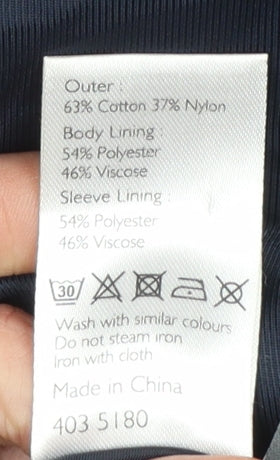 Outer :
63% Cotton 37% Nylon
Body Lining :
54% Polyester
46% Viscose
Sleeve Lining :
54% Polyester
46% Viscose
30
Wash with similar colours
Do not steam iron
Iron with cloth
Made in China
403 5180